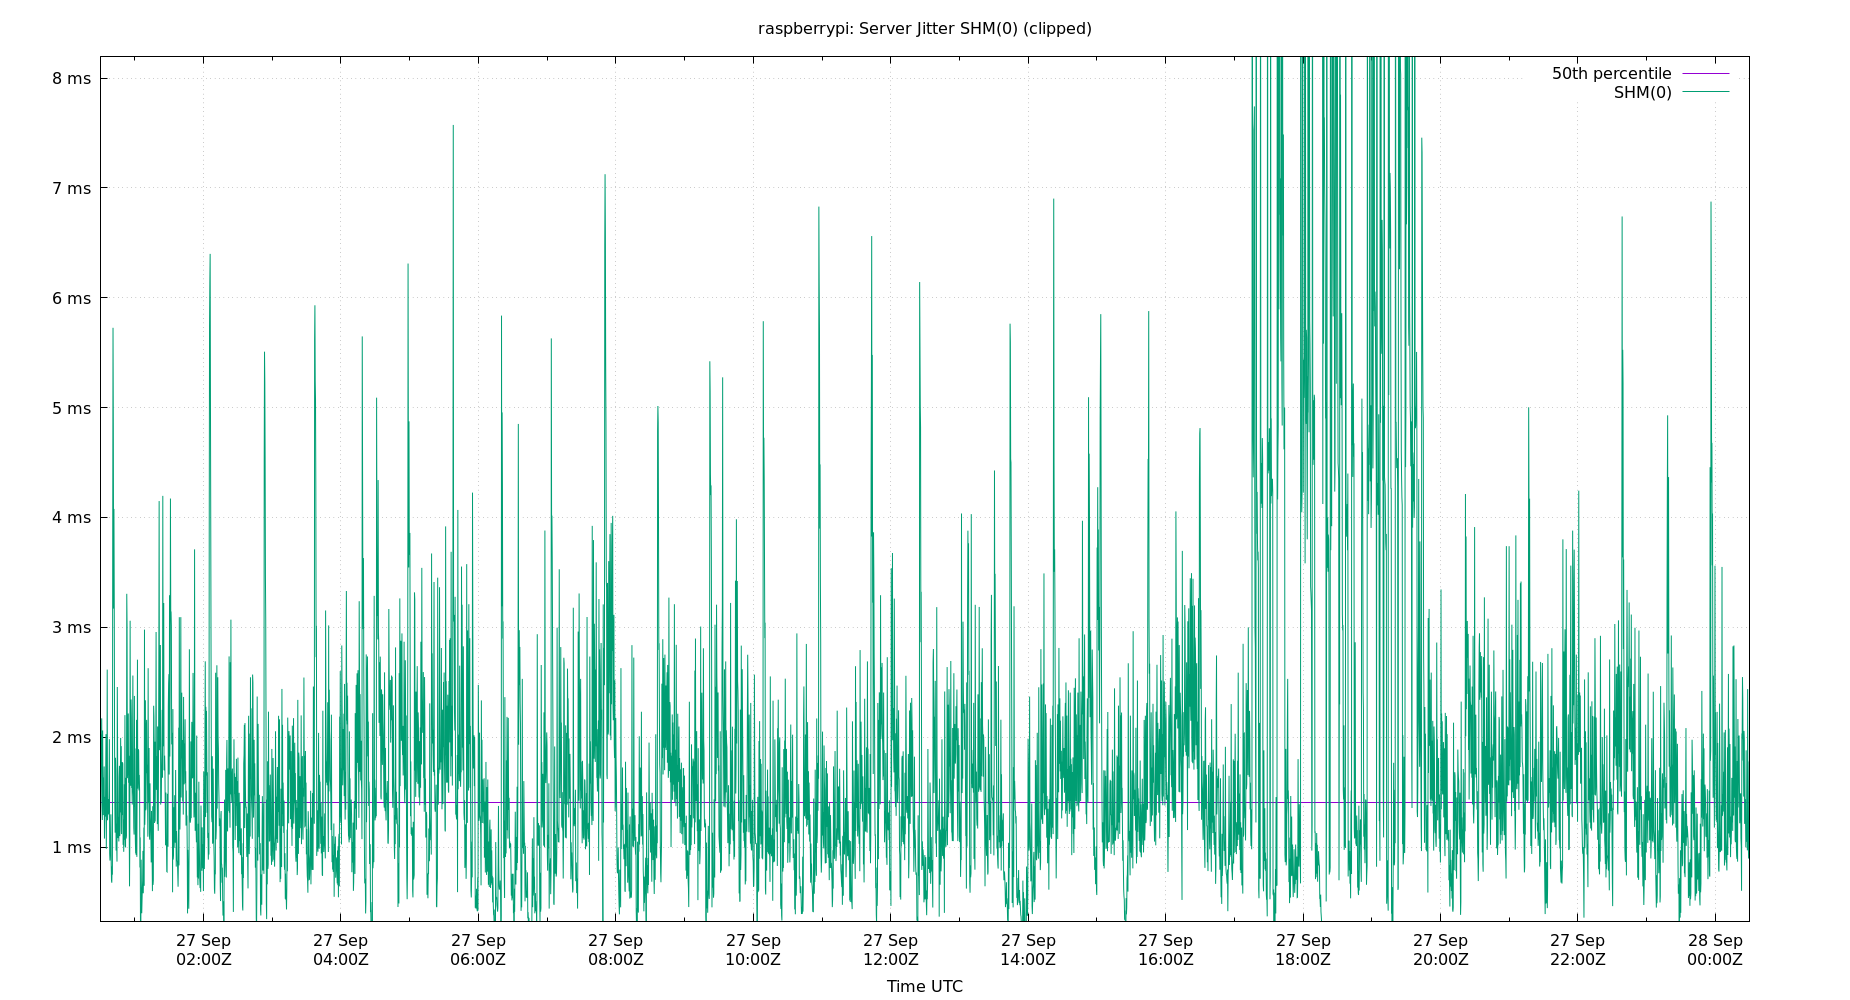 raspberrypi: Server Jitter SHM(0) (clipped)
50th percentile
SHM(0)
8 ms
7 ms
6 ms
5 ms
4 ms
3 ms
2 ms
1 ms
27 Sep 27 Sep 27 Sep 27 Sep 27 Sep 27 Sep 27 Sep 27 Sep 27 Sep 27 Sep 27 Sep 28 Sep
02:00Z 04:00Z 06:00Z 08:00Z 10:00Z 12:00Z 14:00Z 16:00Z 18:00Z 20:00Z 22:00Z 00:00Z
Time UTC